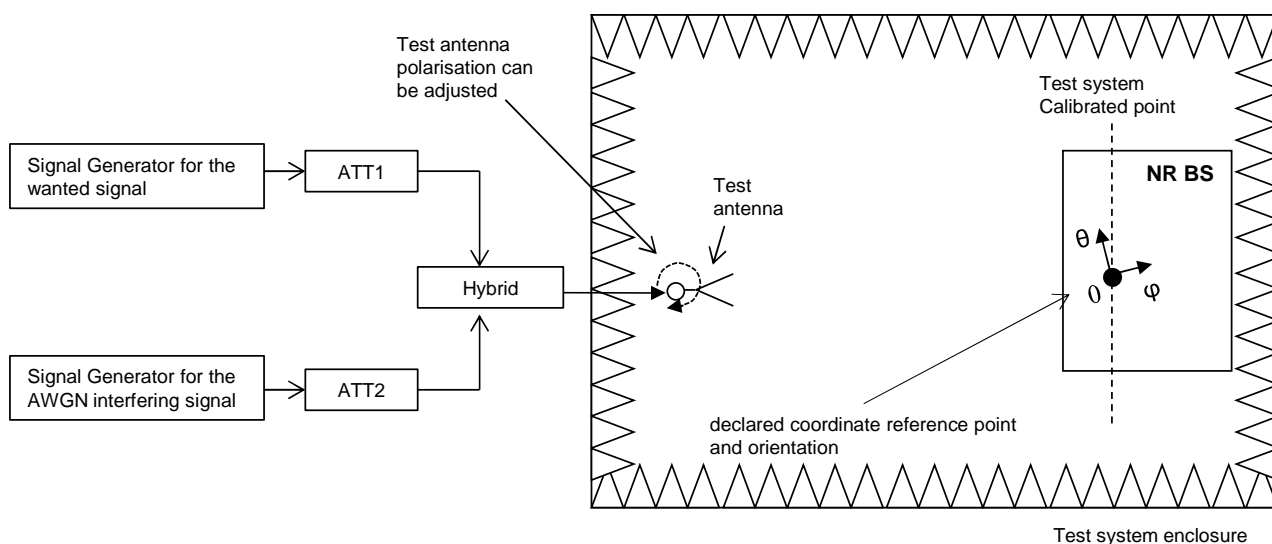 Test antenna
polarisation can
be adjusted
Test system
Calibrated point
Signal Generator for the
wanted signal
ATT1
NR BS
Test
antenna
θ
φ
0
Hybrid
Signal Generator for the
AWGN interfering signal
ATT2
declared coordinate reference point
and orientation
Test system enclosure